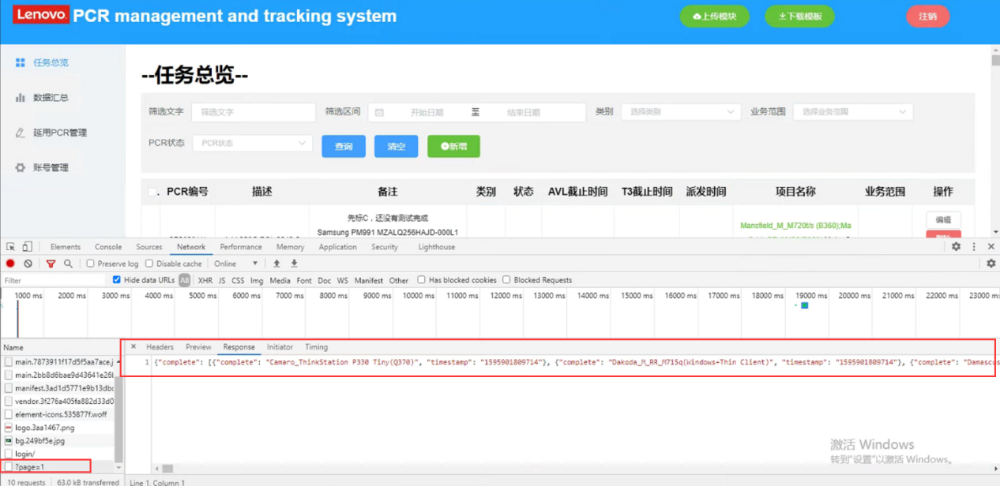 Lenovo PCR management and tracking system
上传模块
下载模板
注销
任务总览
数据汇总
延用PCR管理
账号管理
--任务总览--
筛选文字 筛选文字 筛选区间 开始日期 至 结束日期 类别 选择类别 业务范围 选择业务范围
PCR状态 PCR状态 查询 清空 新增
. PCR编号 描述 备注 类别 状态 AVL截止时间 T3截止时间 派发时间 项目名称 业务范围 操作
先标C，还没有测试完成
Samsung PM991 MZALQ256HAJD-000L1
Mansfield_M_M720t/s (B360);Ma
编辑
Elements Console Sources Network Performance Memory Application Security Lighthouse
Preserve log Disable cache Online
Filter Hide data URLs All XHR JS CSS Img Media Font Doc WS Manifest Other Has blocked cookies Blocked Requests
1000 ms 2000 ms 3000 ms 4000 ms 5000 ms 6000 ms 7000 ms 8000 ms 9000 ms 10000 ms 11000 ms 12000 ms 13000 ms 14000 ms 15000 ms 16000 ms 17000 ms 18000 ms 19000 ms 20000 ms 21000 ms 22000 ms 23000 ms
Name
main.7873911f17d5f5aa7ace.j
main.2bb8d6bae9d43641e26b
manifest.3ad1d5771e9b13dbc
vendor.3f276a405fa882d33d0
element-icons.535877f.woff
logo.3aa1467.png
bg.249bf5e.jpg
login/
?page=1
10 requests 63.0 kB transferred
Headers Preview Response Initiator Timing
1 {"complete": [{"complete": "Camaro_ThinkStation P330 Tiny(Q370)", "timestamp": "1595901809714"}, {"complete": "Dakoda_M_RR_M715q(Windows+Thin Client)", "timestamp": "1595901809714"}, {"complete": "Damascus
Line 1, Column 1
激活 Windows
转到"设置"以激活 Windows。